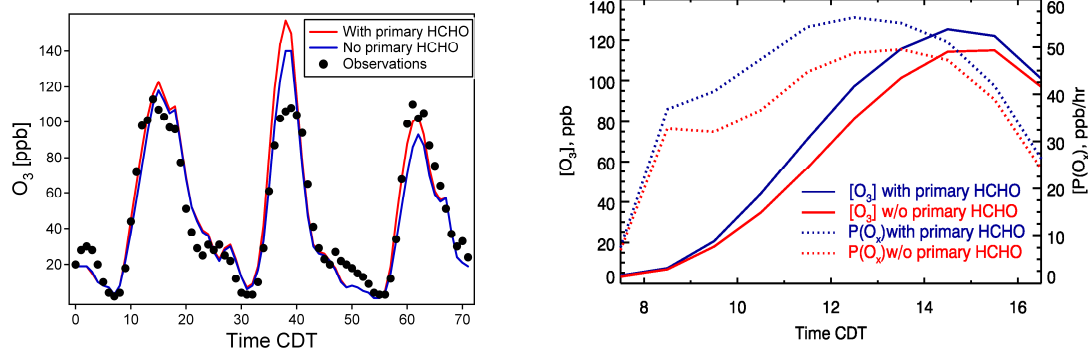 With primary HCHO
No primary HCHO
Observations
O3 [ppb]
140
120
100
80
60
40
20
0 10 20 30 40 50 60 70
Time CDT
[O3], ppb
120
100
80
60
40
20
0
[O3] with primary HCHO
[O3] w/o primary HCHO
P(Ox)with primary HCHO
P(Ox)w/o primary HCHO
60
50
40
30
20
10
0
[P(Ox), ppb/hr
8 10 12 14 16
Time CDT